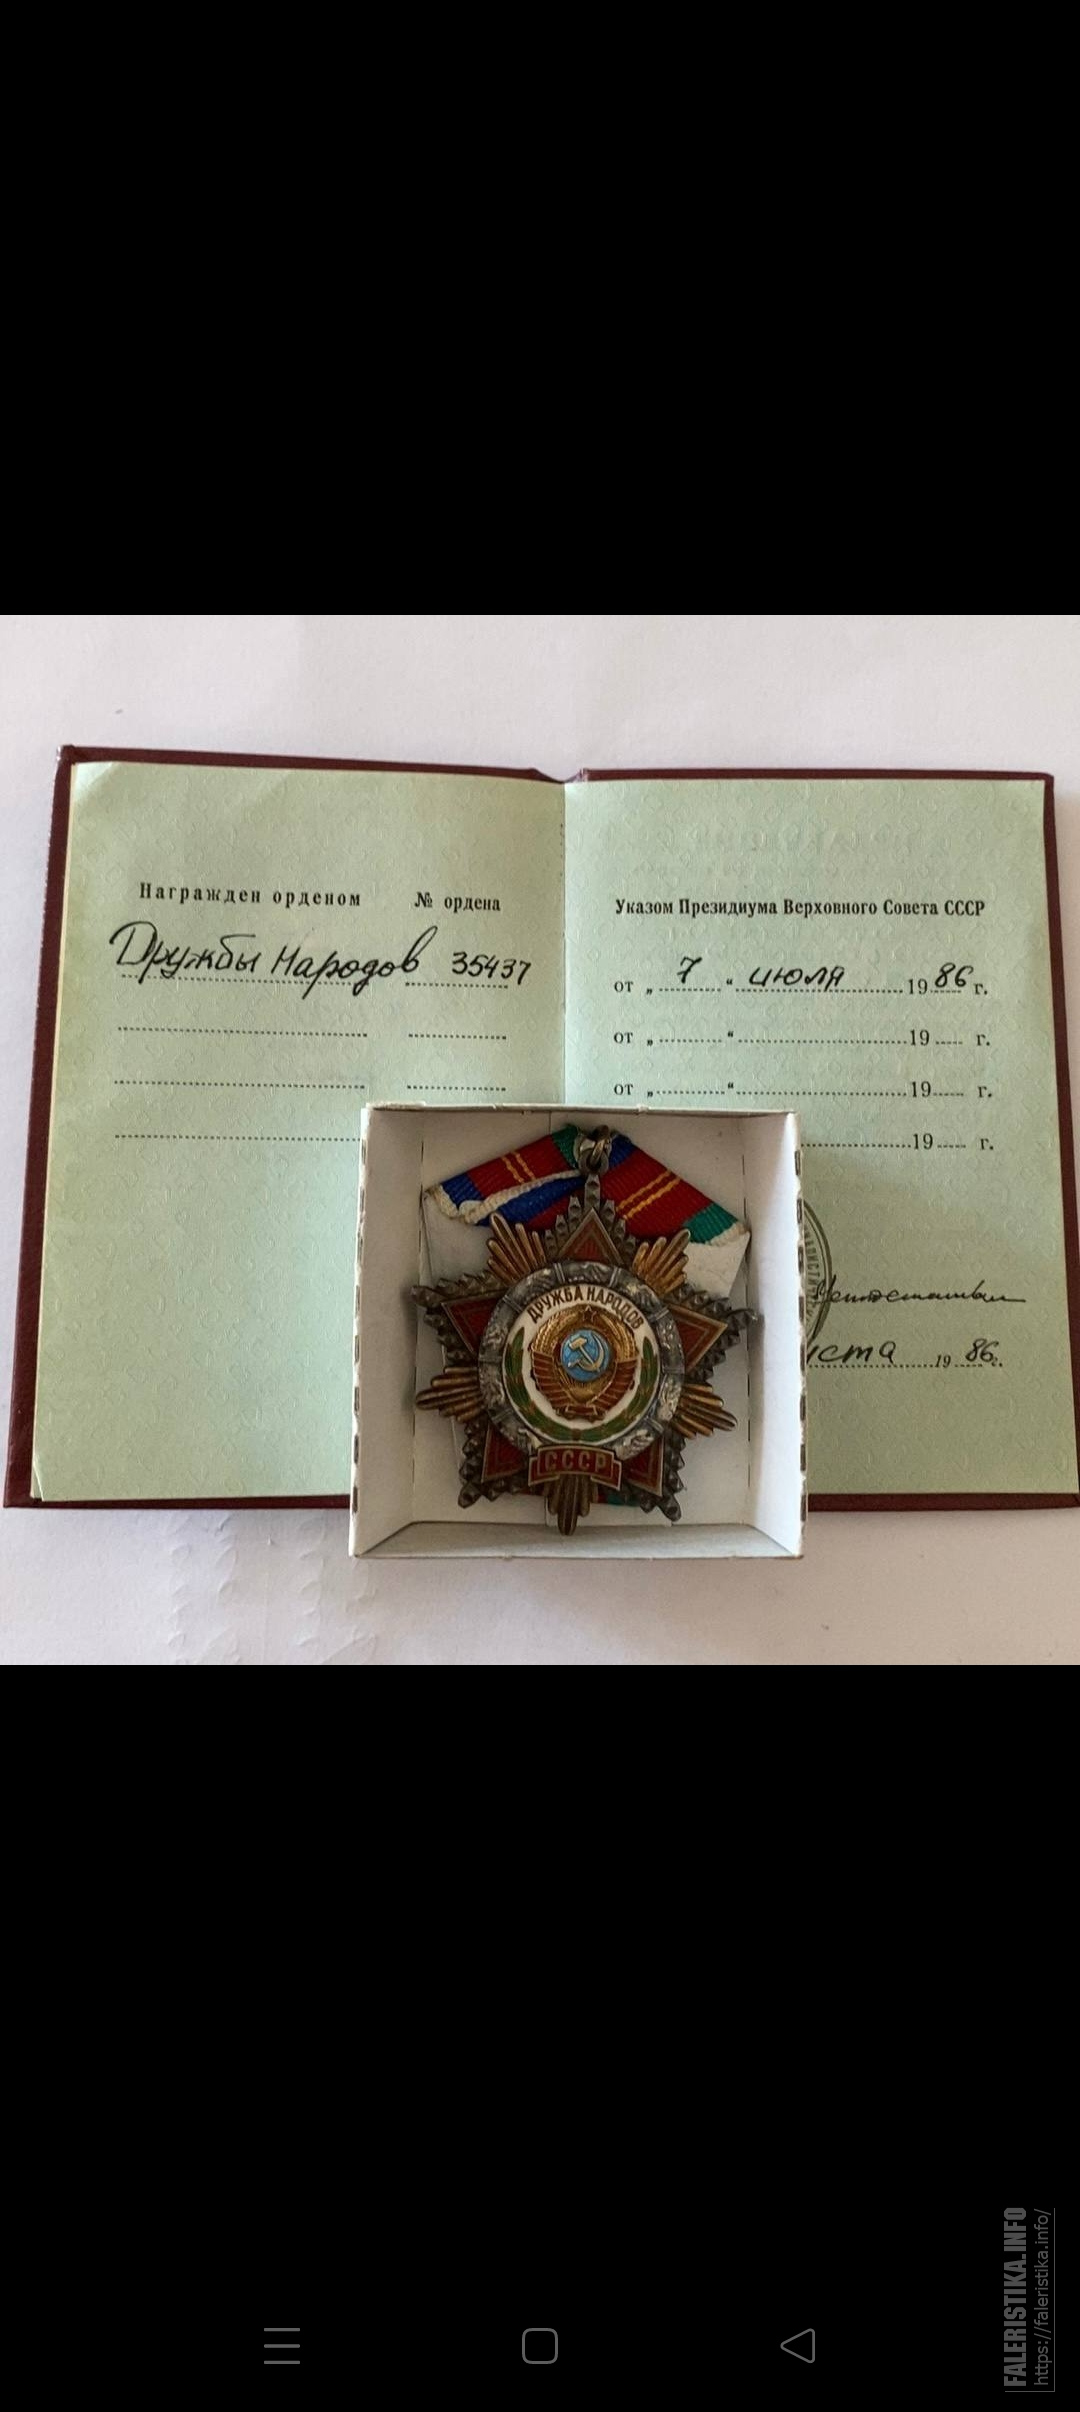 Награжден орденом № ордена
Дружбы Народов 35437
Указом Президиума Верховного Совета СССР
от „ 7 “ июля 1986 г.
от „ “ 19 г.
от „ “ 19 г.
19 г.
1986г.
ДРУЖБА НАРОДОВ
СССР
FALERISTIKA.INFO
https://faleristika.info/